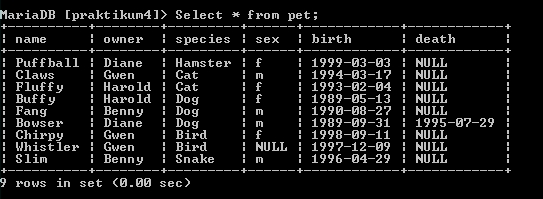 MariaDB [praktikum4]> Select * from pet;
name | owner | species | sex | birth | death
Puffball | Diane | Hamster | f | 1999-03-03 | NULL
Claws | Gwen | Cat | m | 1994-03-17 | NULL
Fluffy | Harold | Cat | f | 1993-02-04 | NULL
Buffy | Harold | Dog | f | 1989-05-13 | NULL
Fang | Benny | Dog | m | 1990-08-27 | NULL
Bowser | Diane | Dog | m | 1989-09-31 | 1995-07-29
Chirpy | Gwen | Bird | f | 1998-09-11 | NULL
Whistler | Gwen | Bird | NULL | 1997-12-09 | NULL
Slim | Benny | Snake | m | 1996-04-29 | NULL
9 rows in set (0.00 sec)